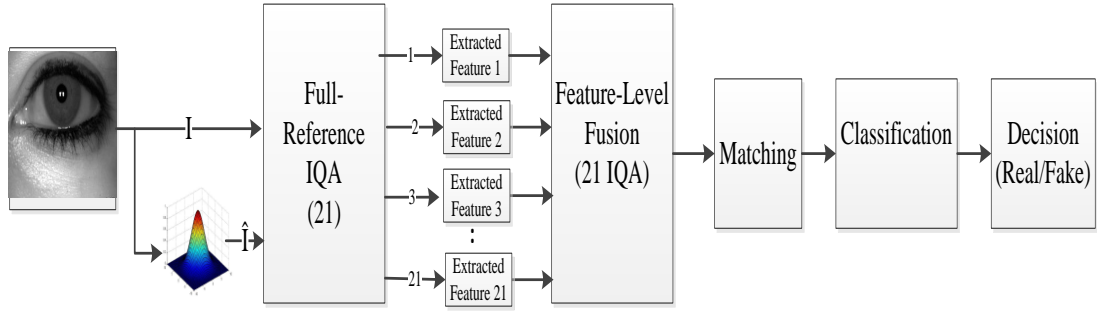 I
Î
Full-
Reference
IQA
(21)
1
Extracted
Feature 1
2
Extracted
Feature 2
3
Extracted
Feature 3
:
21
Extracted
Feature 21
Feature-Level
Fusion
(21 IQA)
Matching
Classification
Decision
(Real/Fake)